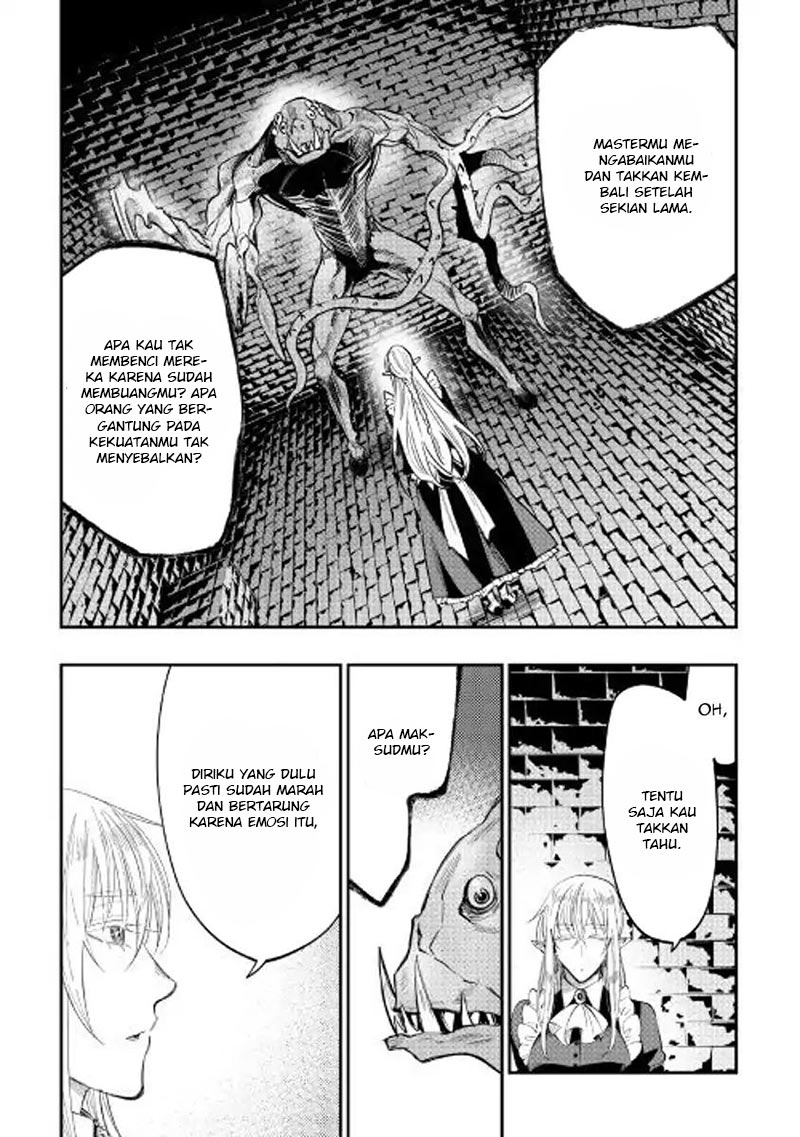 MASTERMU ME-
NGABAIKANMU
DAN TAKKAN KEM-
BALI SETELAH
SEKIAN LAMA.
APA KAU TAK
MEMBENCI MERE-
KA KARENA SUDAH
MEMBUANGMU? APA
ORANG YANG BER-
GANTUNG PADA
KEKUATANMU TAK
MENYEBALKAN?
OH,
TENTU
SAJA KAU
TAKKAN
TAHU.
APA MAK-
SUDMU?
DIRIKU YANG DULU
PASTI SUDAH MARAH
DAN BERTARUNG
KARENA EMOSI ITU,